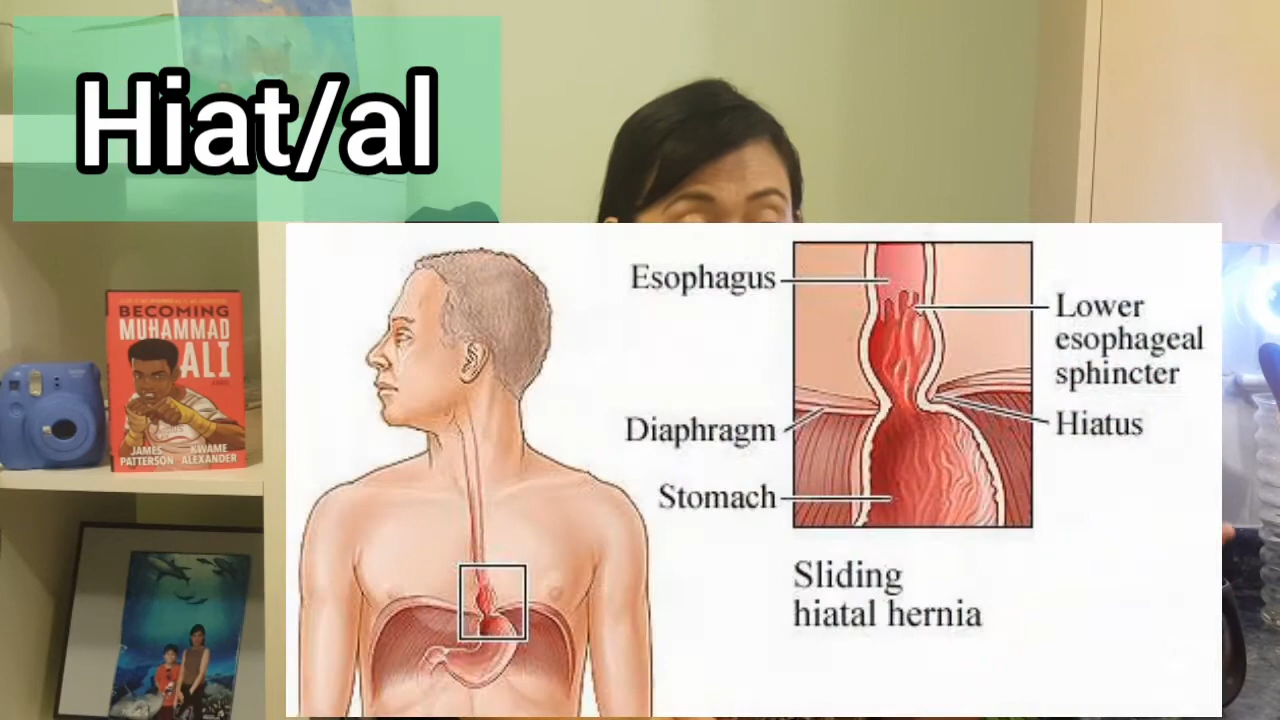 Hiat/al
BECOMING
MUHAMMAD
ALI
JAMES
PATTERSON
KWAME
ALEXANDER
Esophagus
Lower
esophageal
sphincter
Diaphragm
Hiatus
Stomach
Sliding
hiatal hernia